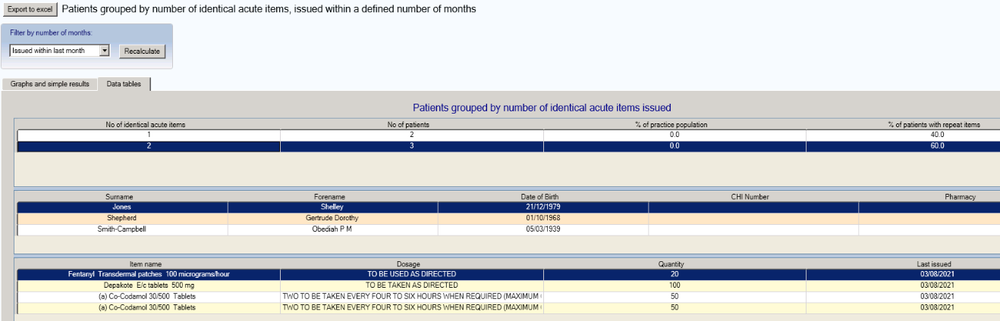 Export to excel Patients grouped by number of identical acute items, issued within a defined number of months
Filter by number of months:
Issued within last month Recalculate
Graphs and simple results Data tables
Patients grouped by number of identical acute items issued
No of identical acute items No of patients % of practice population % of patients with repeat items
1 2 0.0 40.0
2 3 0.0 60.0
Surname Forename Date of Birth CHI Number Pharmacy
Jones Shelley 21/12/1979
Shepherd Gertrude Dorothy 01/10/1968
Smith-Campbell Obediah P M 05/03/1939
Item name Dosage Quantity Last issued
Fentanyl Transdermal patches 100 micrograms/hour TO BE USED AS DIRECTED 20 03/08/2021
Depakote E/c tablets 500 mg TO BE TAKEN AS DIRECTED 100 03/08/2021
(a) Co-Codamol 30/500 Tablets TWO TO BE TAKEN EVERY FOUR TO SIX HOURS WHEN REQUIRED (MAXIMUM 50 03/08/2021
(a) Co-Codamol 30/500 Tablets TWO TO BE TAKEN EVERY FOUR TO SIX HOURS WHEN REQUIRED (MAXIMUM 50 03/08/2021